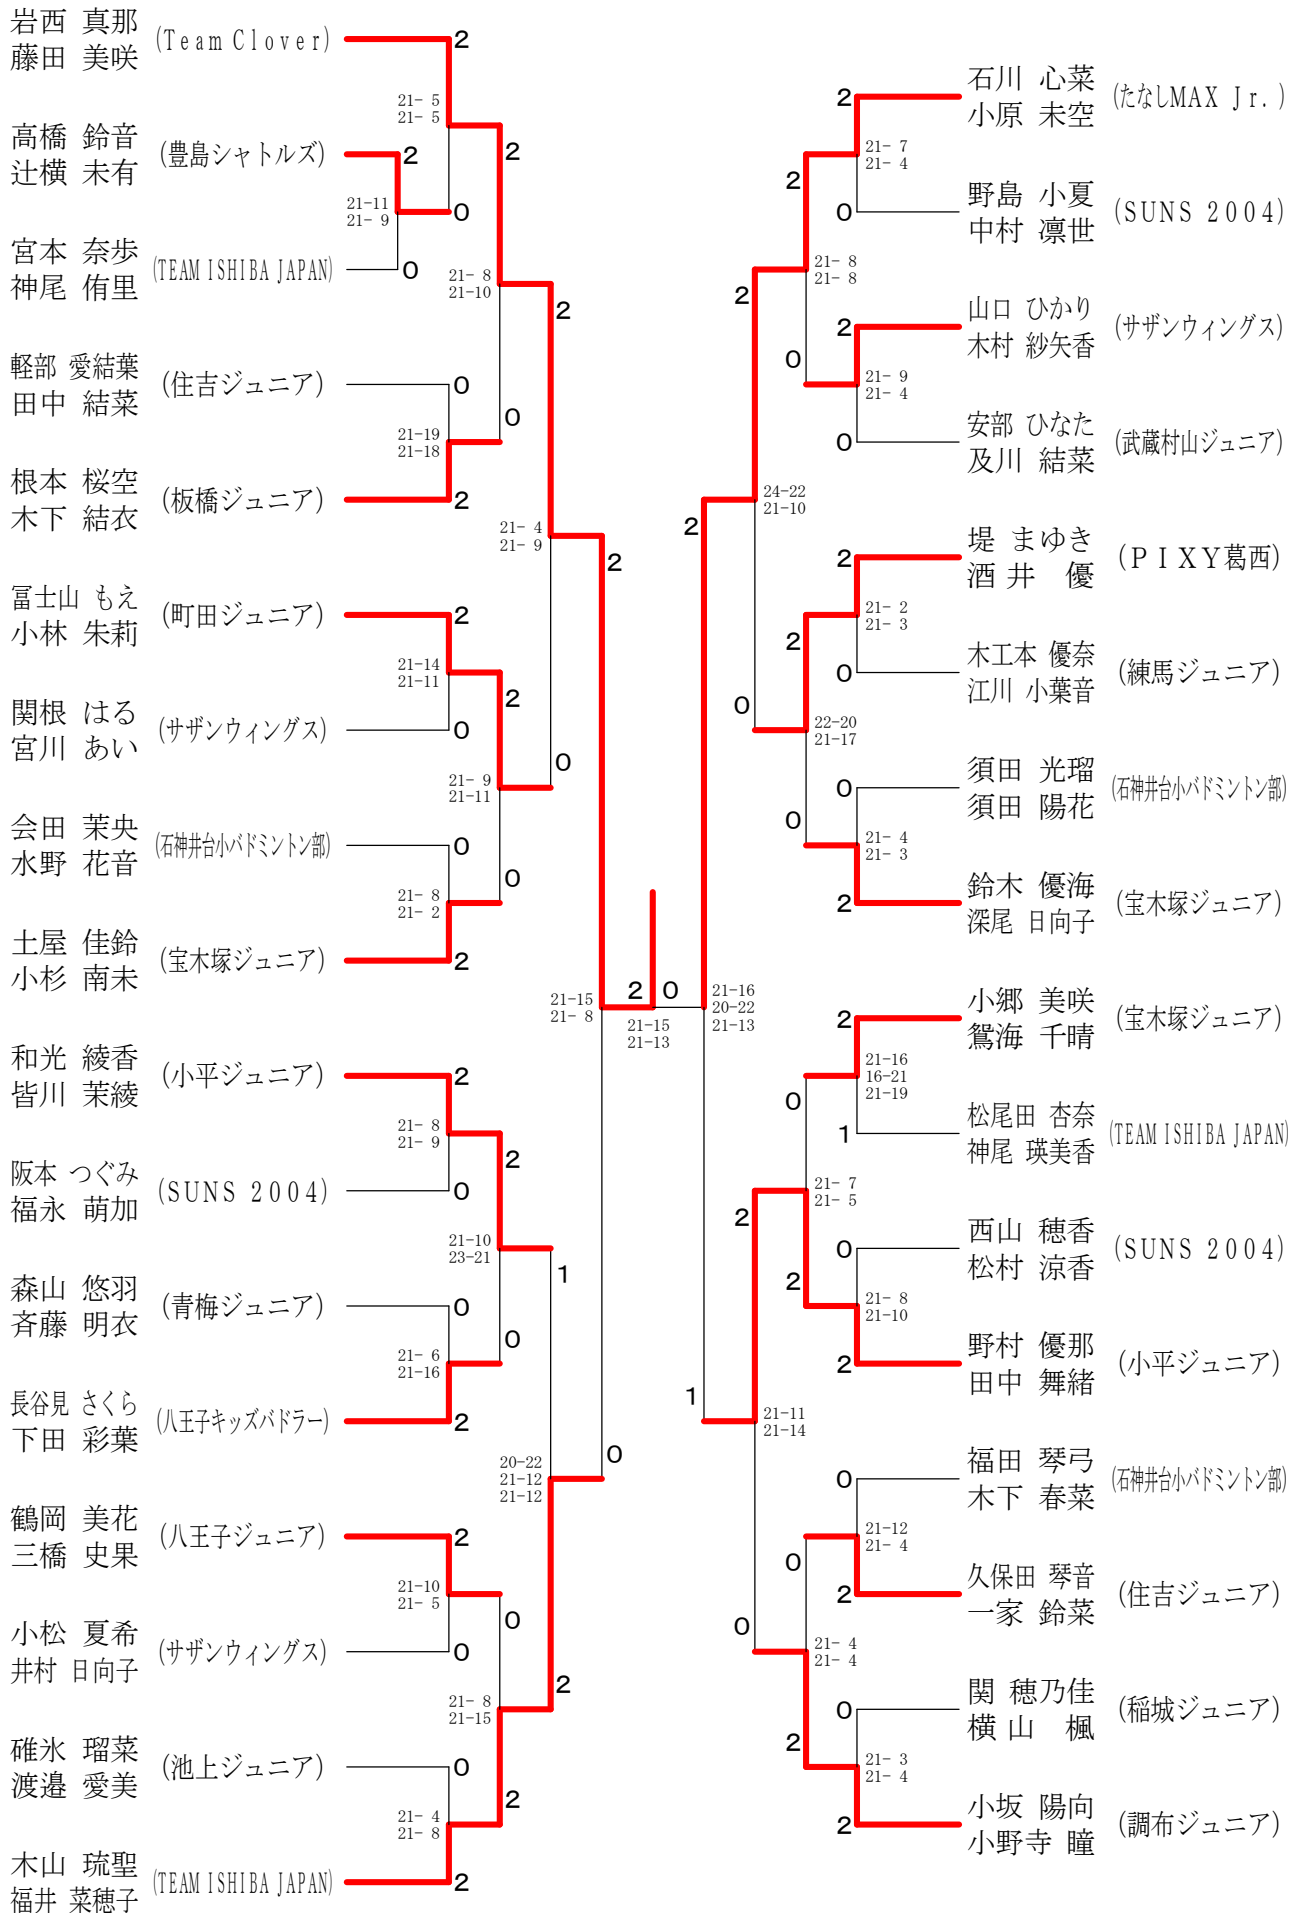 岩西 真那
藤田 美咲
(Team Clover)
2
21- 5
21- 5
高橋 鈴音
辻横 未有
(豊島シャトルズ)
2
2
21-11
21- 9
0
宮本 奈歩
神尾 侑里
(TEAM ISHIBA JAPAN)
0
21- 8
21-10
2
軽部 愛結葉
田中 結菜
(住吉ジュニア)
0
0
21-19
21-18
根本 桜空
木下 結衣
(板橋ジュニア)
2
21- 4
21- 9
2
冨士山 もえ
小林 朱莉
(町田ジュニア)
2
21-14
21-11
2
関根 はる
宮川 あい
(サザンウィングス)
0
0
21- 9
21-11
会田 茉央
水野 花音
(石神井台小バドミントン部)
0
0
21- 8
21- 2
土屋 佳鈴
小杉 南未
(宝木塚ジュニア)
2
21-15
21- 8
2
0
21-15
21-13
和光 綾香
皆川 茉綾
(小平ジュニア)
2
21- 8
21- 9
2
阪本 つぐみ
福永 萌加
(SUNS 2004)
0
21-10
23-21
1
森山 悠羽
斉藤 明衣
(青梅ジュニア)
0
0
21- 6
21-16
長谷見 さくら
下田 彩葉
(八王子キッズバドラー)
2
0
20-22
21-12
21-12
鶴岡 美花
三橋 史果
(八王子ジュニア)
2
21-10
21- 5
0
小松 夏希
井村 日向子
(サザンウィングス)
0
2
21- 8
21-15
碓氷 瑠菜
渡邉 愛美
(池上ジュニア)
0
2
21- 4
21- 8
木山 琉聖
福井 菜穂子
(TEAM ISHIBA JAPAN)
2
石川 心菜
小原 未空
(たなしMAX Jr.)
2
21- 7
21- 4
2
野島 小夏
中村 凛世
(SUNS 2004)
0
21- 8
21- 8
2
山口 ひかり
木村 紗矢香
(サザンウィングス)
2
0
21- 9
21- 4
安部 ひなた
及川 結菜
(武蔵村山ジュニア)
0
24-22
21-10
2
堤 まゆき
酒井 優
(ＰＩＸＹ葛西)
2
21- 2
21- 3
2
木工本 優奈
江川 小葉音
(練馬ジュニア)
0
0
22-20
21-17
須田 光瑠
須田 陽花
(石神井台小バドミントン部)
0
0
21- 4
21- 3
鈴木 優海
深尾 日向子
(宝木塚ジュニア)
2
21-16
20-22
21-13
小郷 美咲
鴛海 千晴
(宝木塚ジュニア)
2
21-16
16-21
21-19
0
松尾田 杏奈
神尾 瑛美香
(TEAM ISHIBA JAPAN)
1
21- 7
21- 5
2
西山 穂香
松村 涼香
(SUNS 2004)
0
2
21- 8
21-10
野村 優那
田中 舞緒
(小平ジュニア)
2
1
21-11
21-14
福田 琴弓
木下 春菜
(石神井台小バドミントン部)
0
0
21-12
21- 4
久保田 琴音
一家 鈴菜
(住吉ジュニア)
2
0
21- 4
21- 4
関 穂乃佳
横山 楓
(稲城ジュニア)
0
2
21- 3
21- 4
小坂 陽向
小野寺 瞳
(調布ジュニア)
2